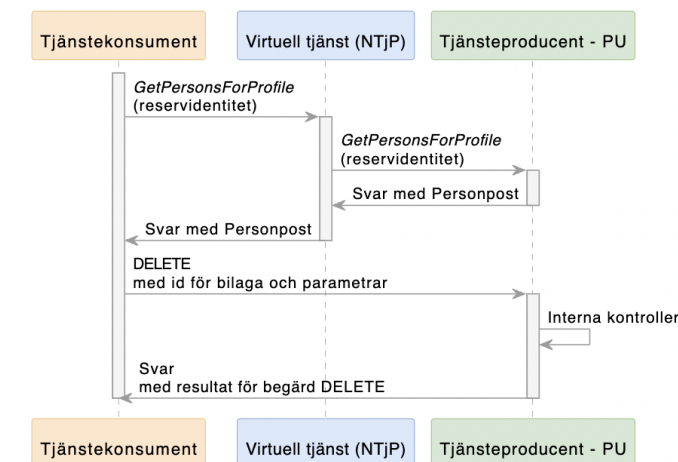 Tjänstekonsument
Virtuell tjänst (NTjP)
Tjänsteproducent - PU
GetPersonsForProfile
(reservidentitet)
GetPersonsForProfile
(reservidentitet)
Svar med Personpost
Svar med Personpost
DELETE
med id för bilaga och parametrar
Interna kontroller
Svar
med resultat för begärd DELETE
Tjänstekonsument
Virtuell tjänst (NTjP)
Tjänsteproducent - PU